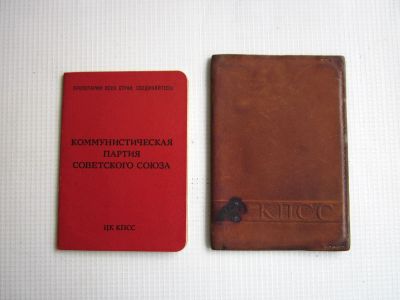 ПРОЛЕТАРИИ ВСЕХ СТРАН, СОЕДИНЯЙТЕСЬ!
КОММУНИСТИЧЕСКАЯ
ПАРТИЯ
СОВЕТСКОГО СОЮЗА
ЦК КПСС
КПСС